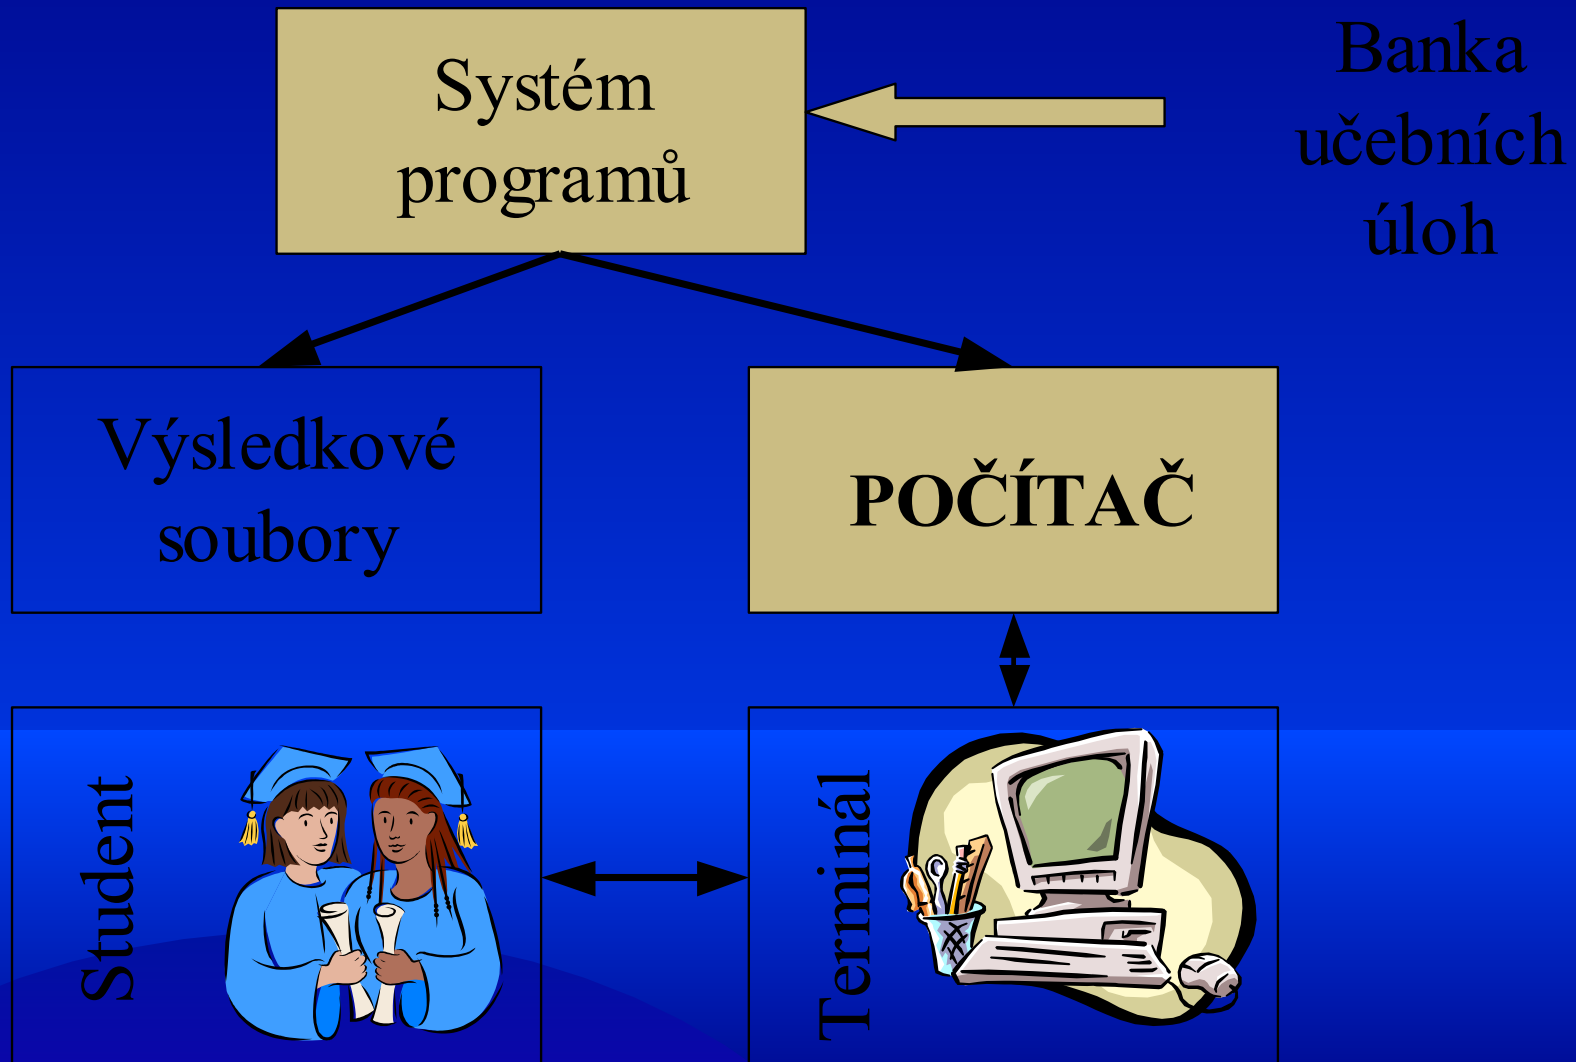 Systém
programů
Banka
učebních
úloh
Výsledkové
soubory
POČÍTAČ
Student
Terminál